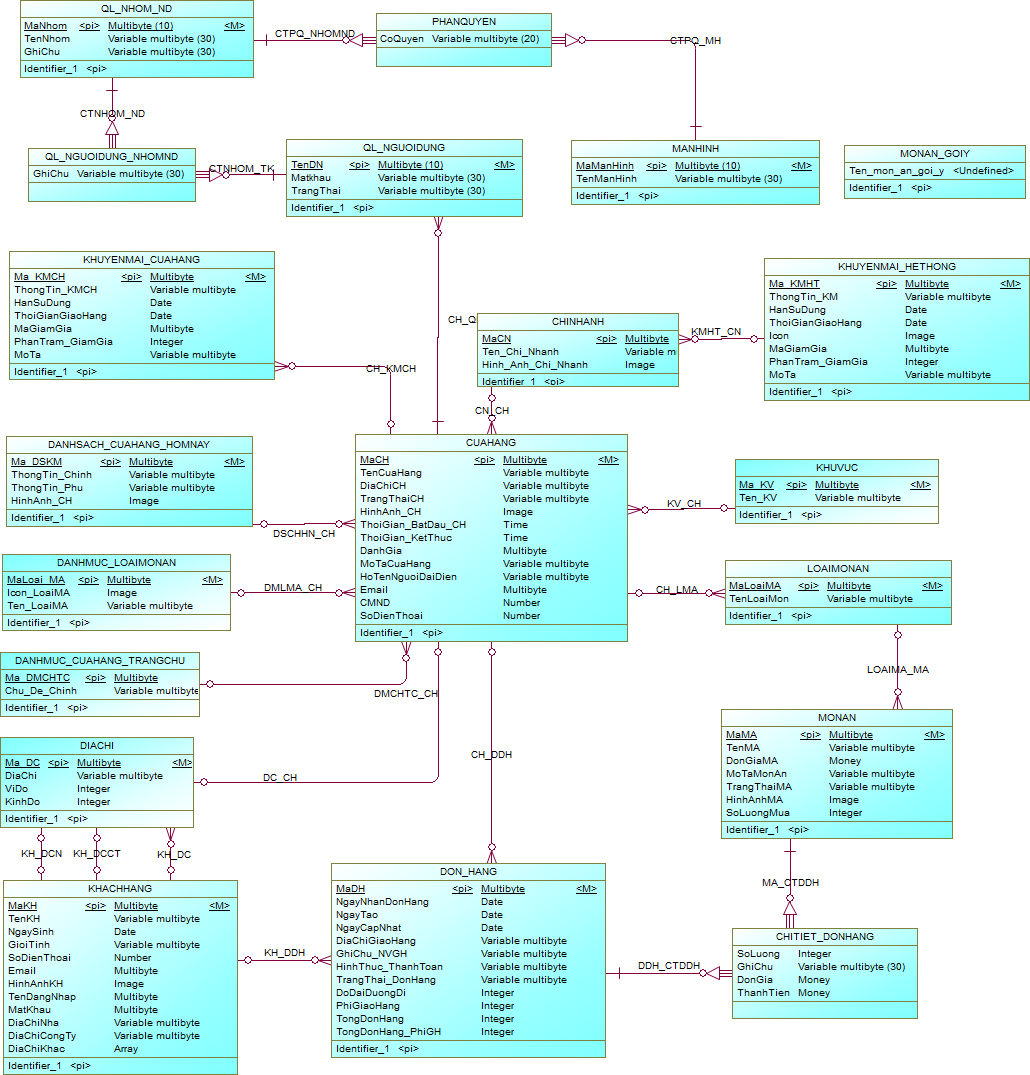 QL_NHOM_ND
MaNhom <pi> Multibyte (10) <M>
TenNhom Variable multibyte (30)
GhiChu Variable multibyte (30)
Identifier_1 <pi>
CTPQ_NHOMND
PHANQUYEN
CoQuyen Variable multibyte (20)
CTPQ_MH
CTNHOM_ND
QL_NGUOIDUNG_NHOMND
GhiChu Variable multibyte (30)
CTNHOM_TK
QL_NGUOIDUNG
TenDN <pi> Multibyte (10) <M>
Matkhau Variable multibyte (30)
TrangThai Variable multibyte (30)
Identifier_1 <pi>
MANHINH
MaManHinh <pi> Multibyte (10) <M>
TenManHinh Variable multibyte (30)
Identifier_1 <pi>
MONAN_GOIY
Ten_mon_an_goi_y <Undefined>
Identifier_1 <pi>
KHUYENMAI_CUAHANG
Ma_KMCH <pi> Multibyte <M>
ThongTin_KMCH Variable multibyte
HanSuDung Date
ThoiGianGiaoHang Date
MaGiamGia Multibyte
PhanTram_GiamGia Integer
MoTa Variable multibyte
Identifier_1 <pi>
CH_KMCH
CHINHANH
MaCN <pi> Multibyte
Ten_Chi_Nhanh Variable m
Hinh_Anh_Chi_Nhanh Image
Identifier_1 <pi>
KMHT_CN
KHUYENMAI_HETHONG
Ma_KMHT <pi> Multibyte <M>
ThongTin_KM Variable multibyte
HanSuDung Date
ThoiGianGiaoHang Date
Icon Image
MaGiamGia Multibyte
PhanTram_GiamGia Integer
MoTa Variable multibyte
Identifier_1 <pi>
CN_CH
DANHSACH_CUAHANG_HOMNAY
Ma_DSKM <pi> Multibyte <M>
ThongTin_Chinh Variable multibyte
ThongTin_Phu Variable multibyte
HinhAnh_CH Image
Identifier_1 <pi>
DSCHHN_CH
CUAHANG
MaCH <pi> Multibyte <M>
TenCuaHang Variable multibyte
DiaChiCH Variable multibyte
TrangThaiCH Variable multibyte
HinhAnh_CH Image
ThoiGian_BatDau_CH Time
ThoiGian_KetThuc Time
DanhGia Multibyte
MoTaCuaHang Variable multibyte
HoTenNguoiDaiDien Variable multibyte
Email Multibyte
CMND Number
SoDienThoai Number
Identifier_1 <pi>
KV_CH
KHUVUC
Ma_KV <pi> Multibyte <M>
Ten_KV Variable multibyte
Identifier_1 <pi>
DANHMUC_LOAIMONAN
MaLoai_MA <pi> Multibyte <M>
Icon_LoaiMA Image
Ten_LoaiMA Variable multibyte
Identifier_1 <pi>
DMLMA_CH
CH_LMA
LOAIMONAN
MaLoaiMA <pi> Multibyte <M>
TenLoaiMon Variable multibyte
Identifier_1 <pi>
LOAIMA_MA
DANHMUC_CUAHANG_TRANGCHU
Ma_DMCHTC <pi> Multibyte
Chu_De_Chinh Variable multibyte
Identifier_1 <pi>
DMCHTC_CH
DIACHI
Ma_DC <pi> Multibyte <M>
DiaChi Variable multibyte
ViDo Integer
KinhDo Integer
Identifier_1 <pi>
DC_CH
CH_DDH
MONAN
MaMA <pi> Multibyte <M>
TenMA Variable multibyte
DonGiaMA Money
MoTaMonAn Variable multibyte
TrangThaiMA Variable multibyte
HinhAnhMA Image
SoLuongMua Integer
Identifier_1 <pi>
KH_DCN KH_DCCT KH_DC
MA_CTDDH
KHACHHANG
MaKH <pi> Multibyte <M>
TenKH Variable multibyte
NgaySinh Date
GioiTinh Variable multibyte
SoDienThoai Number
Email Multibyte
HinhAnhKH Image
TenDangNhap Multibyte
MatKhau Multibyte
DiaChiNha Variable multibyte
DiaChiCongTy Variable multibyte
DiaChiKhac Array
Identifier_1 <pi>
KH_DDH
DON_HANG
MaDH <pi> Multibyte <M>
NgayNhanDonHang Date
NgayTao Date
NgayCapNhat Date
DiaChiGiaoHang Variable multibyte
GhiChu_NVGH Variable multibyte
HinhThuc_ThanhToan Variable multibyte
TrangThai_DonHang Variable multibyte
DoDaiDuongDi Integer
PhiGiaoHang Integer
TongDonHang Integer
TongDonHang_PhiGH Integer
Identifier_1 <pi>
DDH_CTDDH
CHITIET_DONHANG
SoLuong Integer
GhiChu Variable multibyte (30)
DonGia Money
ThanhTien Money